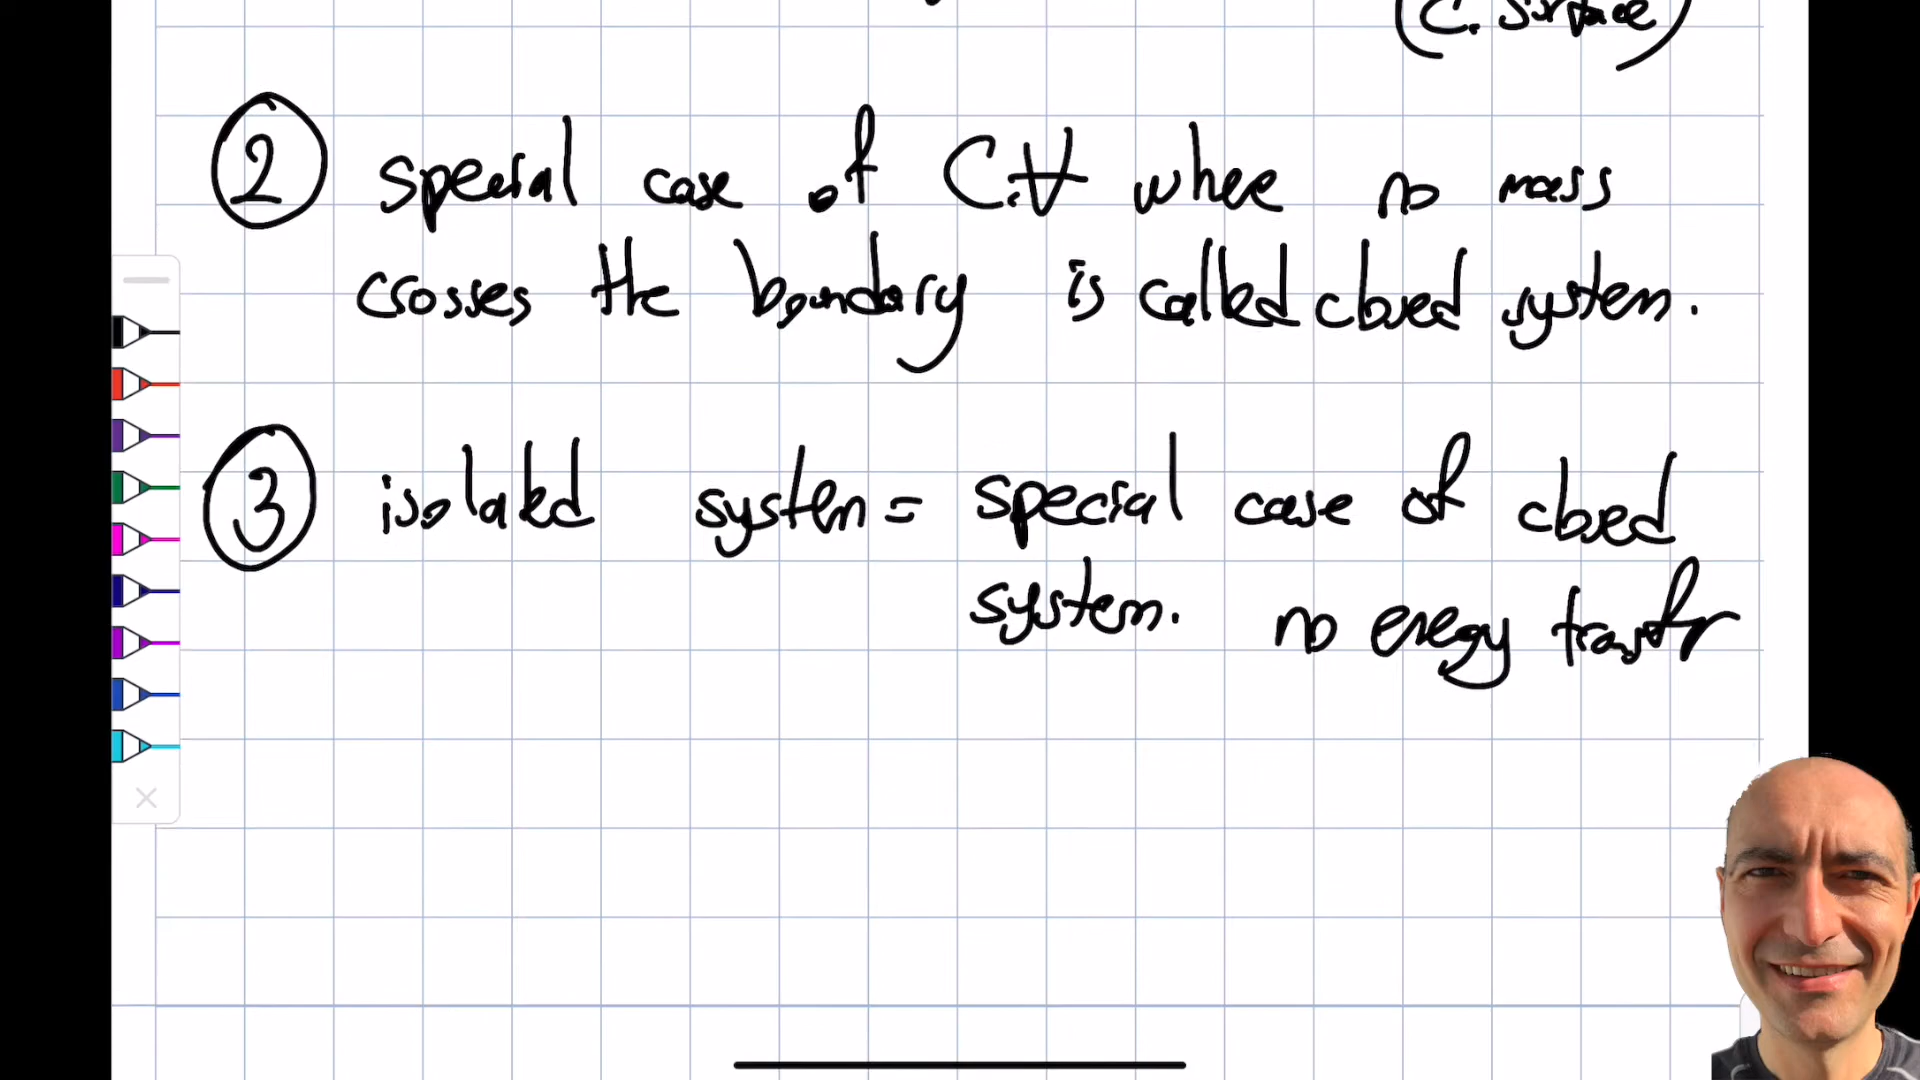 (C. Surface)
2 special case of C.V where no mass
crosses the boundary is called closed system.
3 isolated system = special case of closed
system. no energy transfer